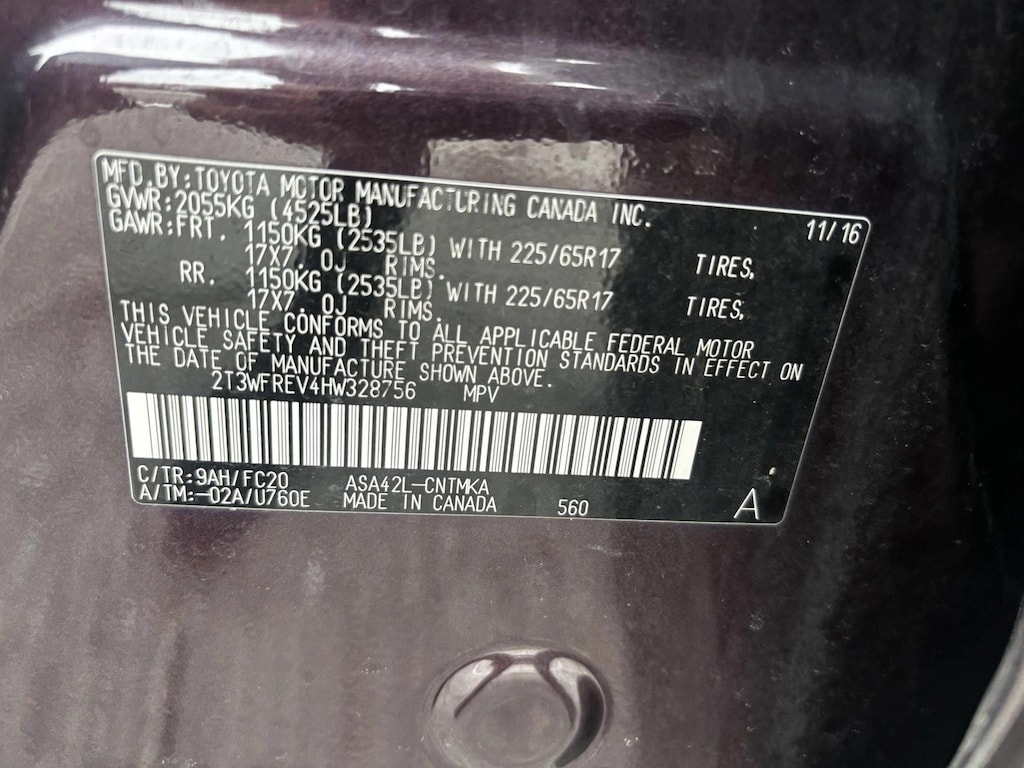 MFD.BY:TOYOTA MOTOR MANUFACTURING CANADA INC. 11/16
GVWR:2055KG (4525LB)
GAWR:FRT. 1150KG (2535LB) WITH 225/65R17 TIRES,
17X7. 0J RIMS.
RR. 1150KG (2535LB) WITH 225/65R17 TIRES,
17X7. 0J RIMS.
THIS VEHICLE CONFORMS TO ALL APPLICABLE FEDERAL MOTOR
VEHICLE SAFETY AND THEFT PREVENTION STANDARDS IN EFFECT ON
THE DATE OF MANUFACTURE SHOWN ABOVE.
2T3WFREV4HW328756 MPV
C/TR:9AH/FC20 ASA42L-CNTMKA
A/TM:-02A/U760E MADE IN CANADA 560 A